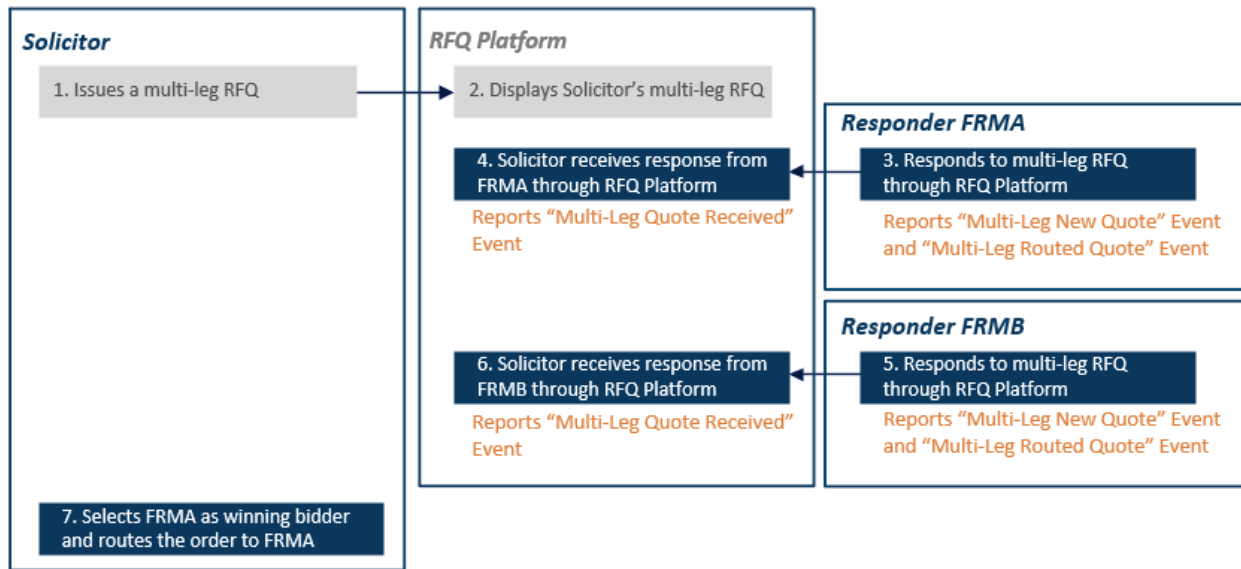 Solicitor
1. Issues a multi-leg RFQ
7. Selects FRMA as winning bidder
and routes the order to FRMA
RFQ Platform
2. Displays Solicitor’s multi-leg RFQ
4. Solicitor receives response from
FRMA through RFQ Platform
Reports “Multi-Leg Quote Received”
Event
6. Solicitor receives response from
FRMB through RFQ Platform
Reports “Multi-Leg Quote Received”
Event
Responder FRMA
3. Responds to multi-leg RFQ
through RFQ Platform
Reports “Multi-Leg New Quote” Event
and “Multi-Leg Routed Quote” Event
Responder FRMB
5. Responds to multi-leg RFQ
through RFQ Platform
Reports “Multi-Leg New Quote” Event
and “Multi-Leg Routed Quote” Event